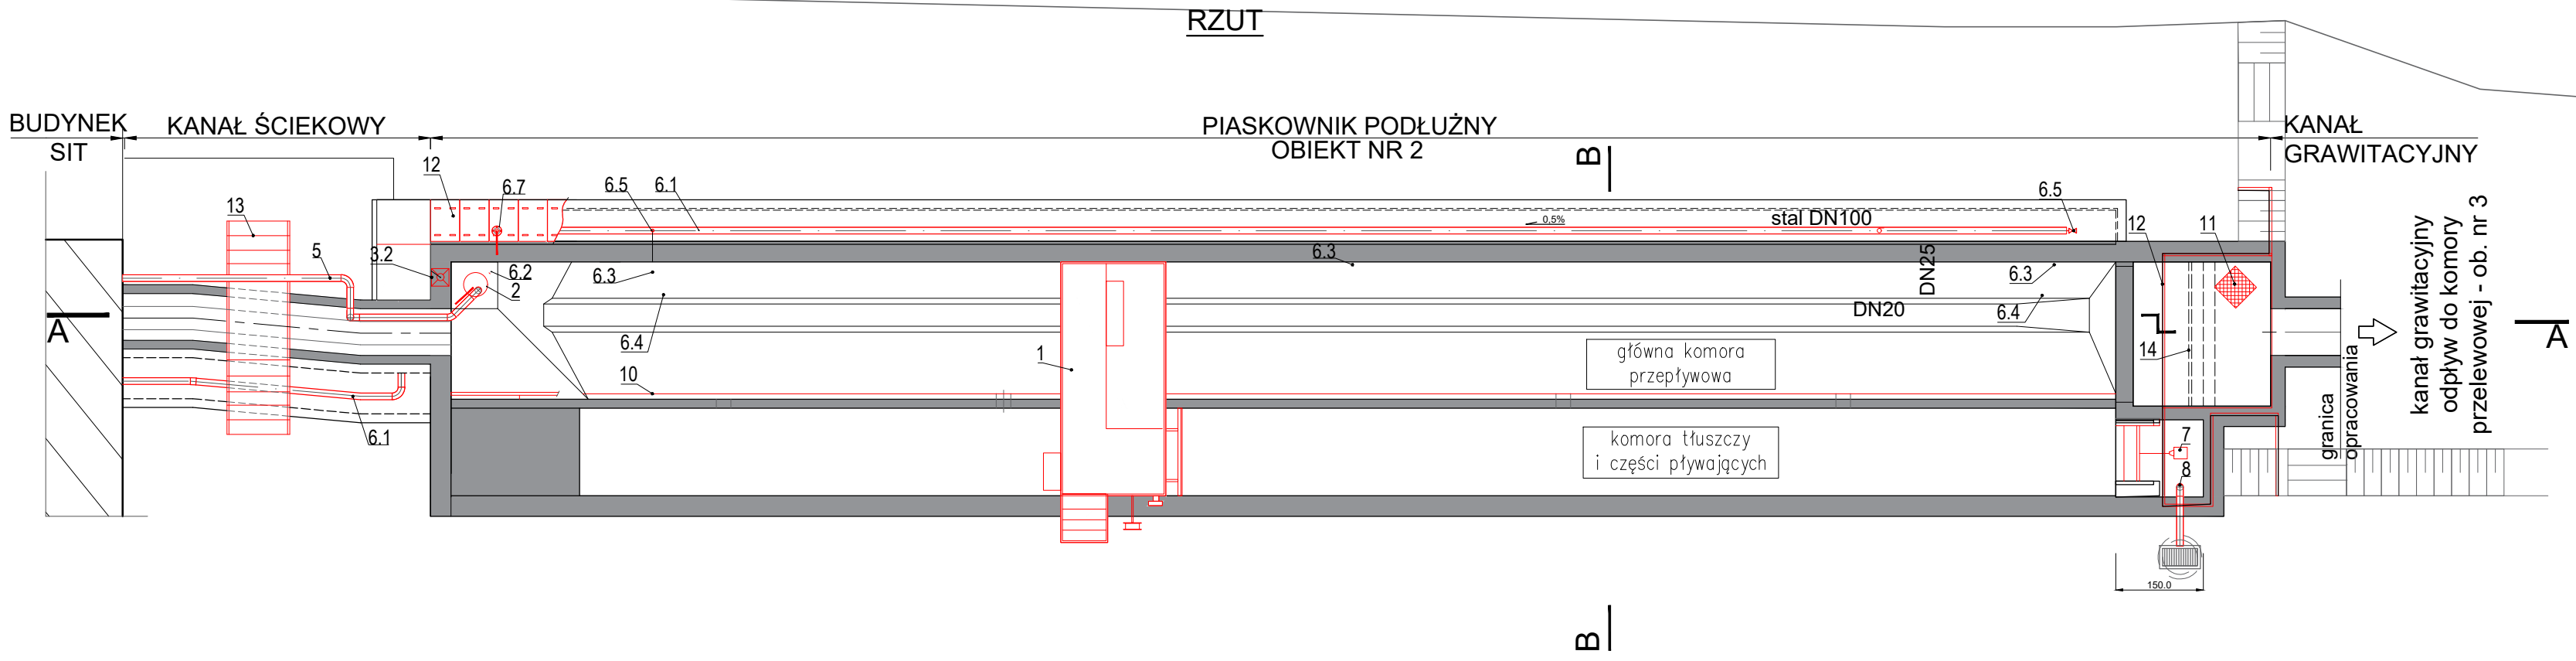 RZUT
BUDYNEK
SIT
KANAŁ ŚCIEKOWY
PIASKOWNIK PODŁUŻNY
OBIEKT NR 2
KANAŁ
GRAWITACYJNY
B
12
6.7
6.5
6.1
6.5
13
5
3.2
6.2
2
6.3
6.3
6.3
0,5%
stal DN100
DN25
DN20
12
11
6.4
6.4
14
A
A
1
10
6.1
główna komora
przepływowa
komora tłuszczy
i części pływających
7
8
granica
opracowania
kanał grawitacyjny
odpływ do komory
przelewowej - ob. nr 3
150.0
B